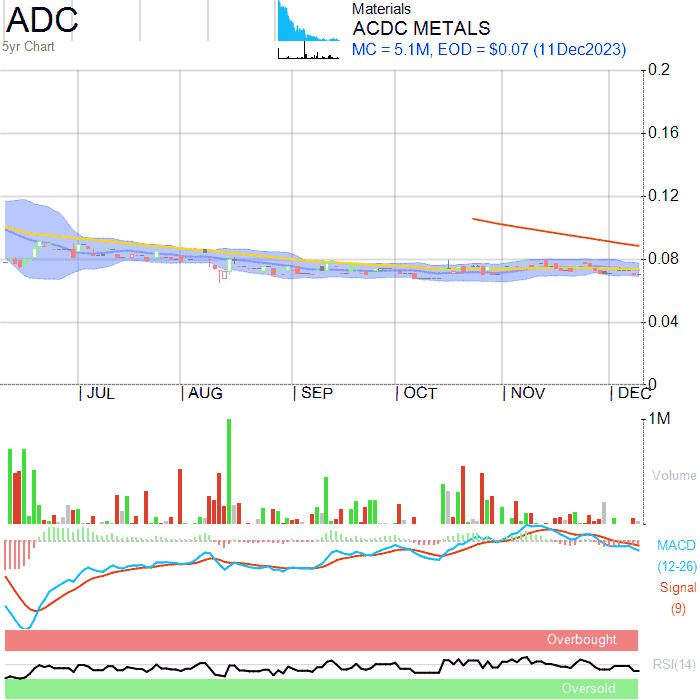 ADC
5yr Chart
Materials
ACDC METALS
MC = 5.1M, EOD = $0.07 (11Dec2023)
0.2
0.16
0.12
0.08
0.04
0
JUL AUG SEP OCT NOV DEC
1M
Volume
MACD
(12-26)
Signal
(9)
Overbought
RSI(14)
Oversold